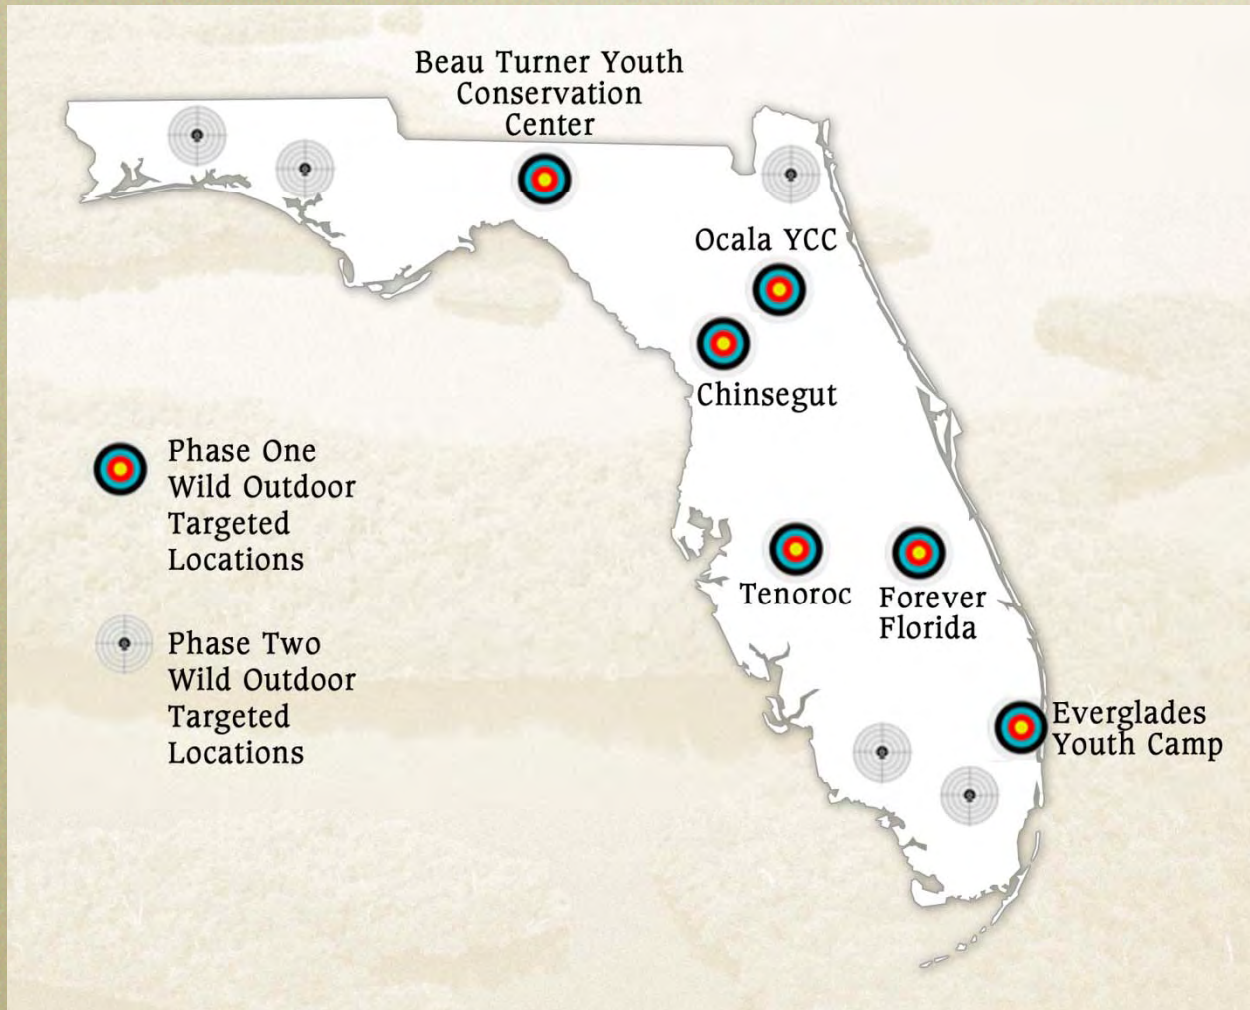 Beau Turner Youth
Conservation
Center
Ocala YCC
Chinsegut
Phase One
Wild Outdoor
Targeted
Locations
Tenoroc
Forever
Florida
Phase Two
Wild Outdoor
Targeted
Locations
Everglades
Youth Camp